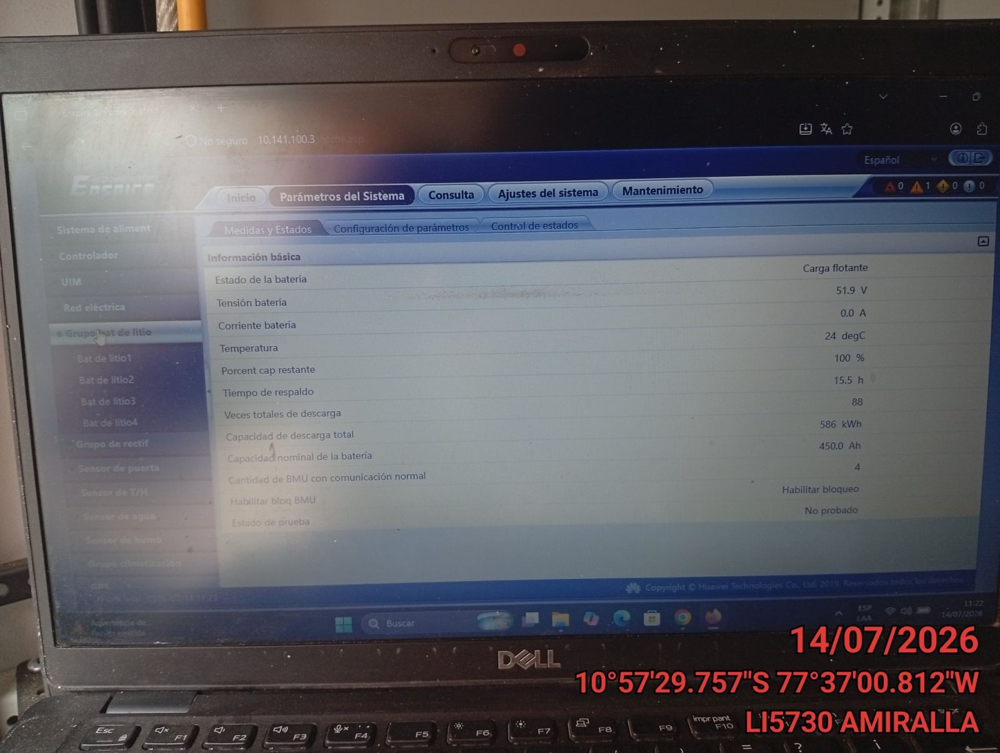 No seguro 10.141.100.3/home.asp
Español
Enspire
Inicio Parámetros del Sistema Consulta Ajustes del sistema Mantenimiento
0 1 0 0
Medidas y Estados Configuración de parámetros Control de estados
Sistema de aliment
Controlador
UIM
Red eléctrica
Grupo bat de litio
Bat de litio1
Bat de litio2
Bat de litio3
Bat de litio4
Grupo de rectif
Sensor de puerta
Sensor de T/H
Sensor de agua
Sensor de humo
Grupo climatización
Información básica
Estado de la batería Carga flotante
Tensión batería 51.9 V
Corriente batería 0.0 A
Temperatura 24 degC
Porcent cap restante 100 %
Tiempo de respaldo 15.5 h
Veces totales de descarga 88
Capacidad de descarga total 586 kWh
Capacidad nominal de la batería 450.0 Ah
Cantidad de BMU con comunicación normal 4
Habilitar bloq BMU Habilitar bloqueo
Estado de prueba No probado
Copyright © Huawei Technologies Co., Ltd. 2019. Reservados todos los derechos.
Advertencia de...
Buscar
ESP
LAA
11:22
14/07/2026
DELL
14/07/2026
10°57'29.757"S 77°37'00.812"W
LI5730 AMIRALLA
impr pant
Esc F1 F2 F3 F4 F5 F6 F7 F8 F9 F10